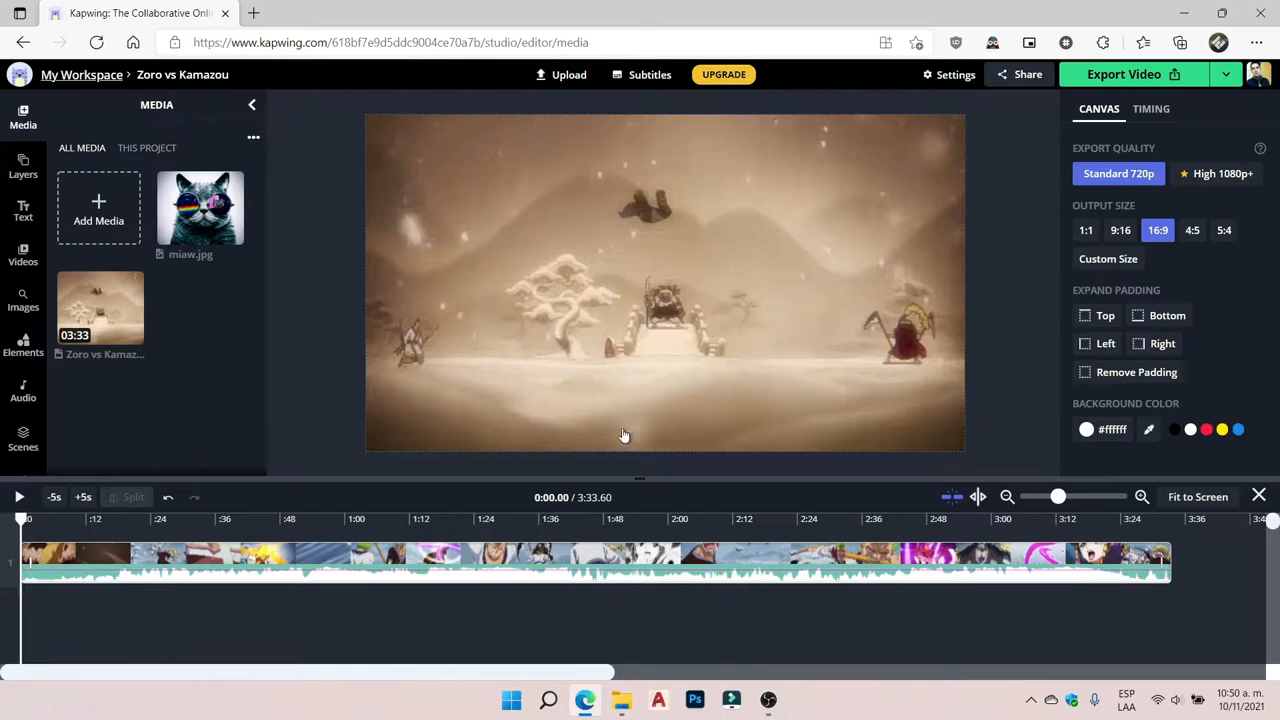 Kapwing: The Collaborative Onli
https://www.kapwing.com/618bf7e9d5ddc9004ce70a7b/studio/editor/media
My Workspace > Zoro vs Kamazou
Upload
Subtitles
UPGRADE
Settings
Share
Export Video
Media
Layers
Text
Videos
Images
Elements
Audio
Scenes
MEDIA
ALL MEDIA
THIS PROJECT
Add Media
miaw.jpg
03:33
Zoro vs Kamaz...
CANVAS
TIMING
EXPORT QUALITY
Standard 720p
High 1080p+
OUTPUT SIZE
1:1
9:16
16:9
4:5
5:4
Custom Size
EXPAND PADDING
Top
Bottom
Left
Right
Remove Padding
BACKGROUND COLOR
#ffffff
-5s
+5s
Split
0:00.00 / 3:33.60
Fit to Screen
:0 :12 :24 :36 :48 1:00 1:12 1:24 1:36 1:48 2:00 2:12 2:24 2:36 2:48 3:00 3:12 3:24 3:36 3:4
1
A
Ps
ESP
LAA
10:50 a. m.
10/11/2021